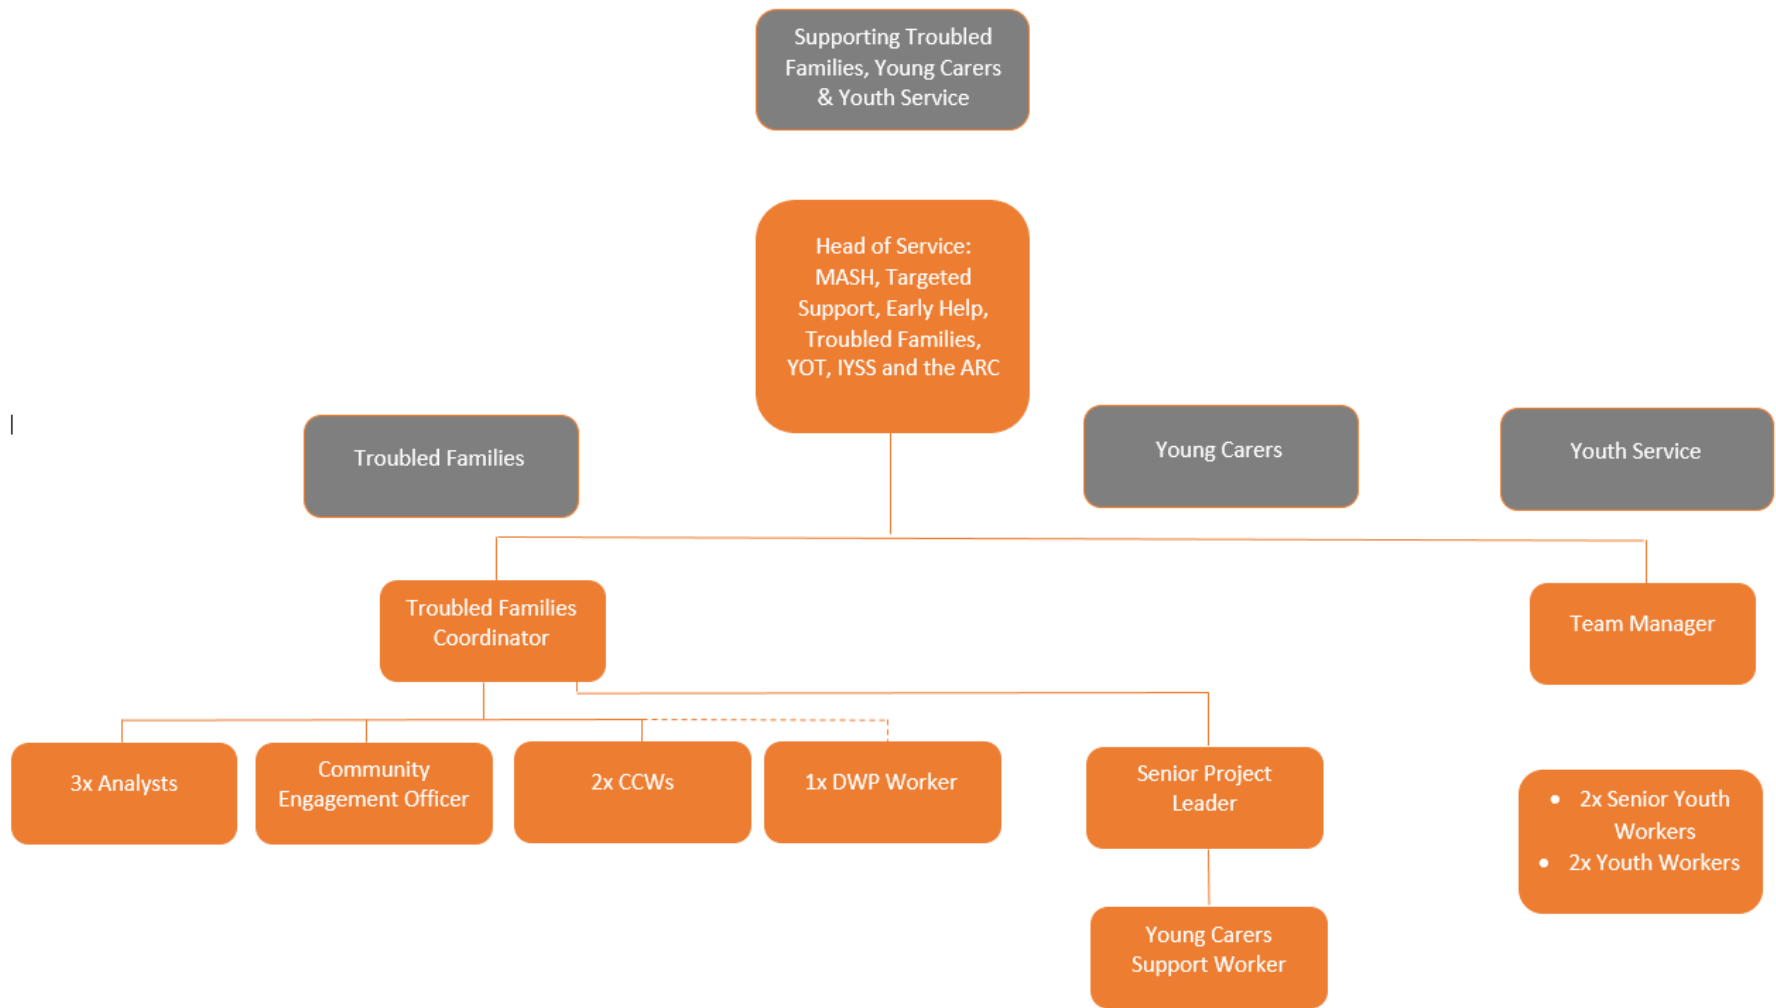 Supporting Troubled
Families, Young Carers
& Youth Service
Head of Service:
MASH, Targeted
Support, Early Help,
Troubled Families,
YOT, IYSS and the ARC
Troubled Families
Young Carers
Youth Service
Troubled Families
Coordinator
Team Manager
3x Analysts
Community
Engagement Officer
2x CCWs
1x DWP Worker
Senior Project
Leader
• 2x Senior Youth
Workers
• 2x Youth Workers
Young Carers
Support Worker